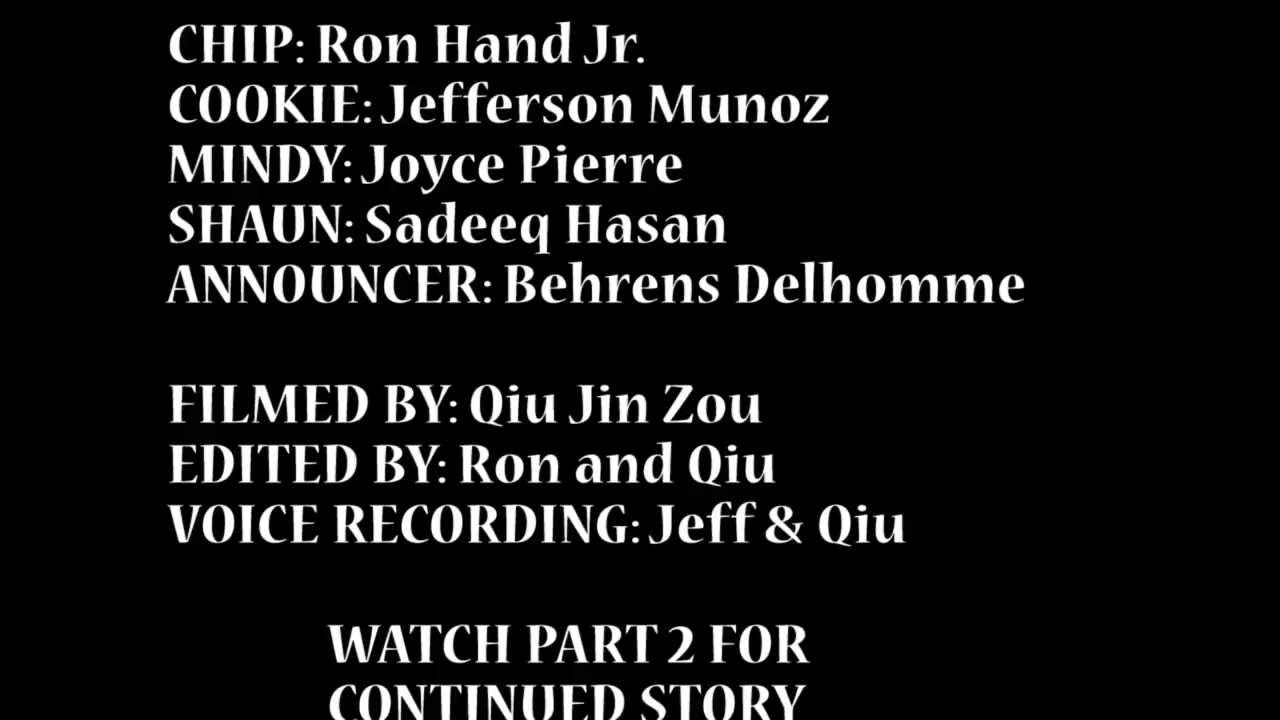 CHIP: Ron Hand Jr.
COOKIE: Jefferson Munoz
MINDY: Joyce Pierre
SHAUN: Sadeeq Hasan
ANNOUNCER: Behrens Delhomme
FILMED BY: Qiu Jin Zou
EDITED BY: Ron and Qiu
VOICE RECORDING: Jeff & Qiu
WATCH PART 2 FOR
CONTINUED STORY